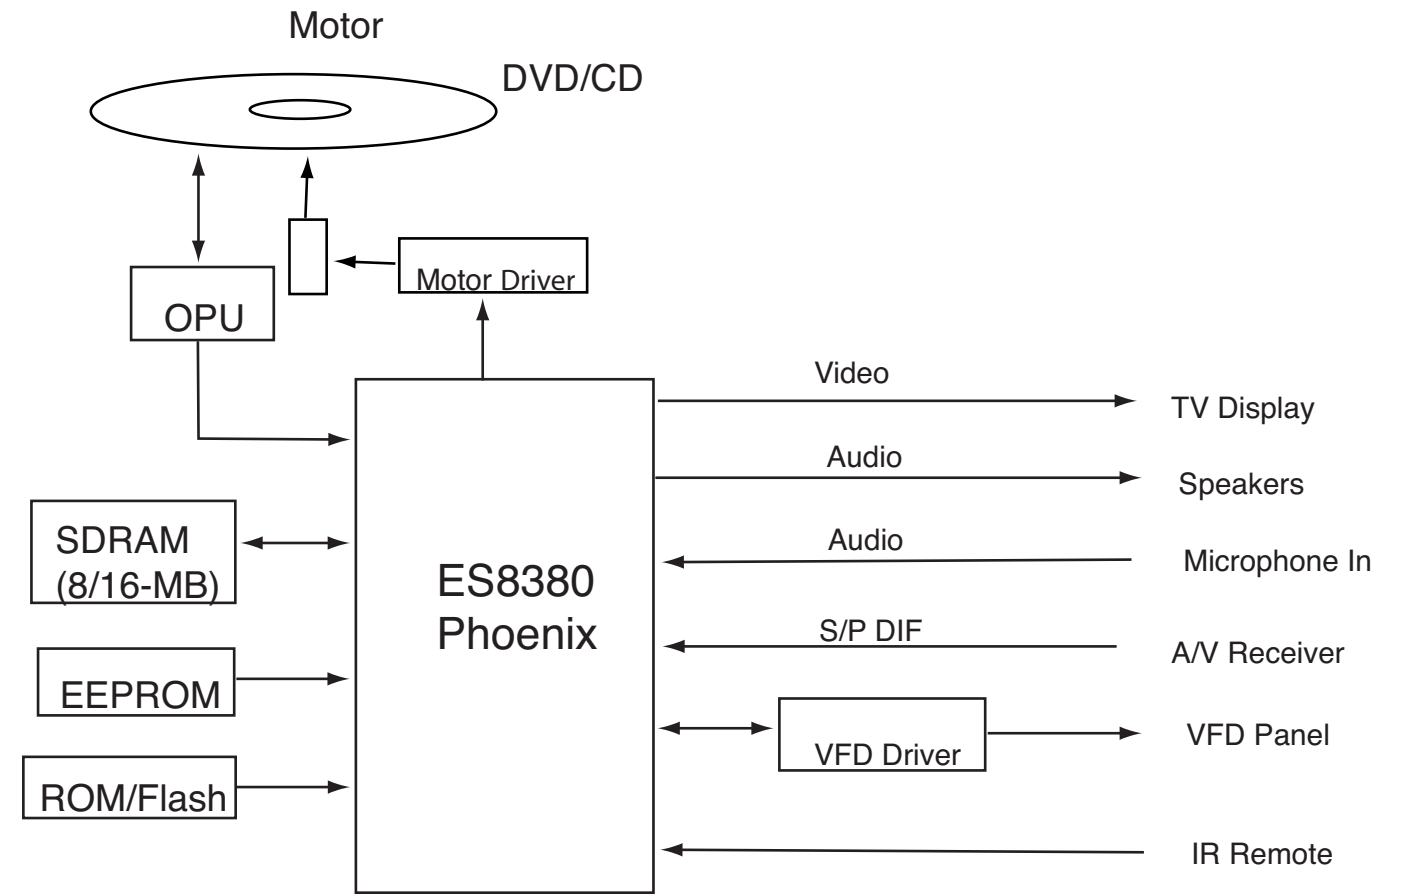 Motor
DVD/CD
Motor Driver
OPU
Video
TV Display
Audio
Speakers
SDRAM
(8/16-MB)
Audio
Microphone In
ES8380
Phoenix
S/P DIF
A/V Receiver
EEPROM
VFD Driver
VFD Panel
ROM/Flash
IR Remote